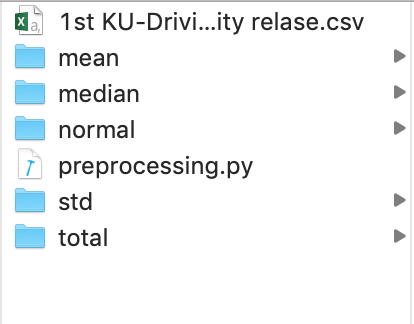 1st KU-Drivi...ity relase.csv
mean
median
normal
preprocessing.py
std
total